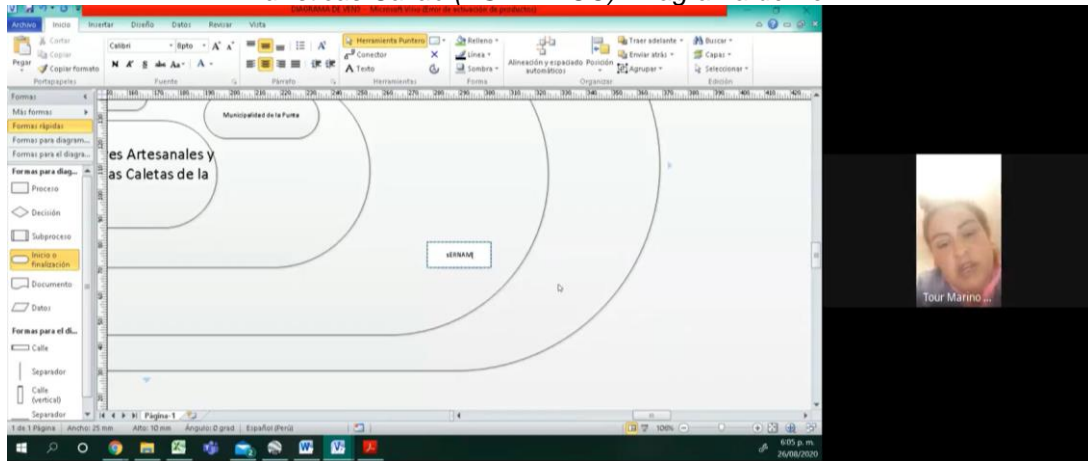 DIAGRAMA DE VENN - Microsoft Visio (Error de activación de productos)
Archivo Inicio Insertar Diseño Datos Revisar Vista
Pegar
Cortar
Copiar
Copiar formato
Portapapeles
Calibri 8pto
Fuente
Párrafo
Herramienta Puntero
Conector
Texto
Herramientas
Relleno
Línea
Sombra
Forma
Alineación y espaciado automáticos
Posición
Traer adelante
Enviar atrás
Agrupar
Organizar
Buscar
Capas
Seleccionar
Edición
Formas
Más formas
Formas rápidas
Formas para diagram...
Formas para el diagra...
Formas para diag...
Proceso
Decisión
Subproceso
Inicio o finalización
Documento
Datos
Formas para el di...
Calle
Separador
Calle (vertical)
Separador
Municipalidad de la Punta
es Artesanales y
as Caletas de la
sERNAM
Tour Marino ...
Página-1
1 de 1 Página Ancho: 25 mm Alto: 10 mm Ángulo: 0 grad Español (Perú) 100%
6:05 p. m.
26/08/2020